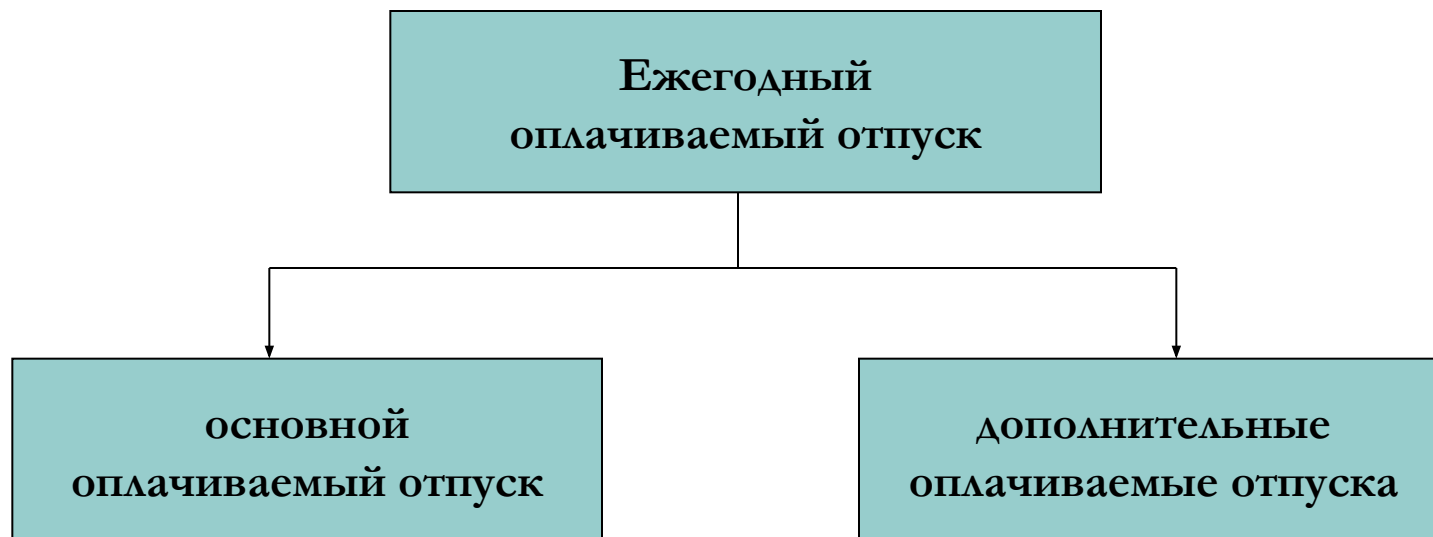 Ежегодный
оплачиваемый отпуск
основной
оплачиваемый отпуск
дополнительные
оплачиваемые отпуска